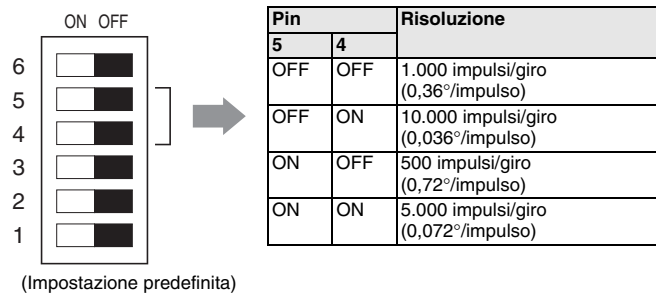 ON OFF
6
5
4
3
2
1
(Impostazione predefinita)
Pin Risoluzione
5 4
OFF OFF 1.000 impulsi/giro
(0,36°/impulso)
OFF ON 10.000 impulsi/giro
(0,036°/impulso)
ON OFF 500 impulsi/giro
(0,72°/impulso)
ON ON 5.000 impulsi/giro
(0,072°/impulso)